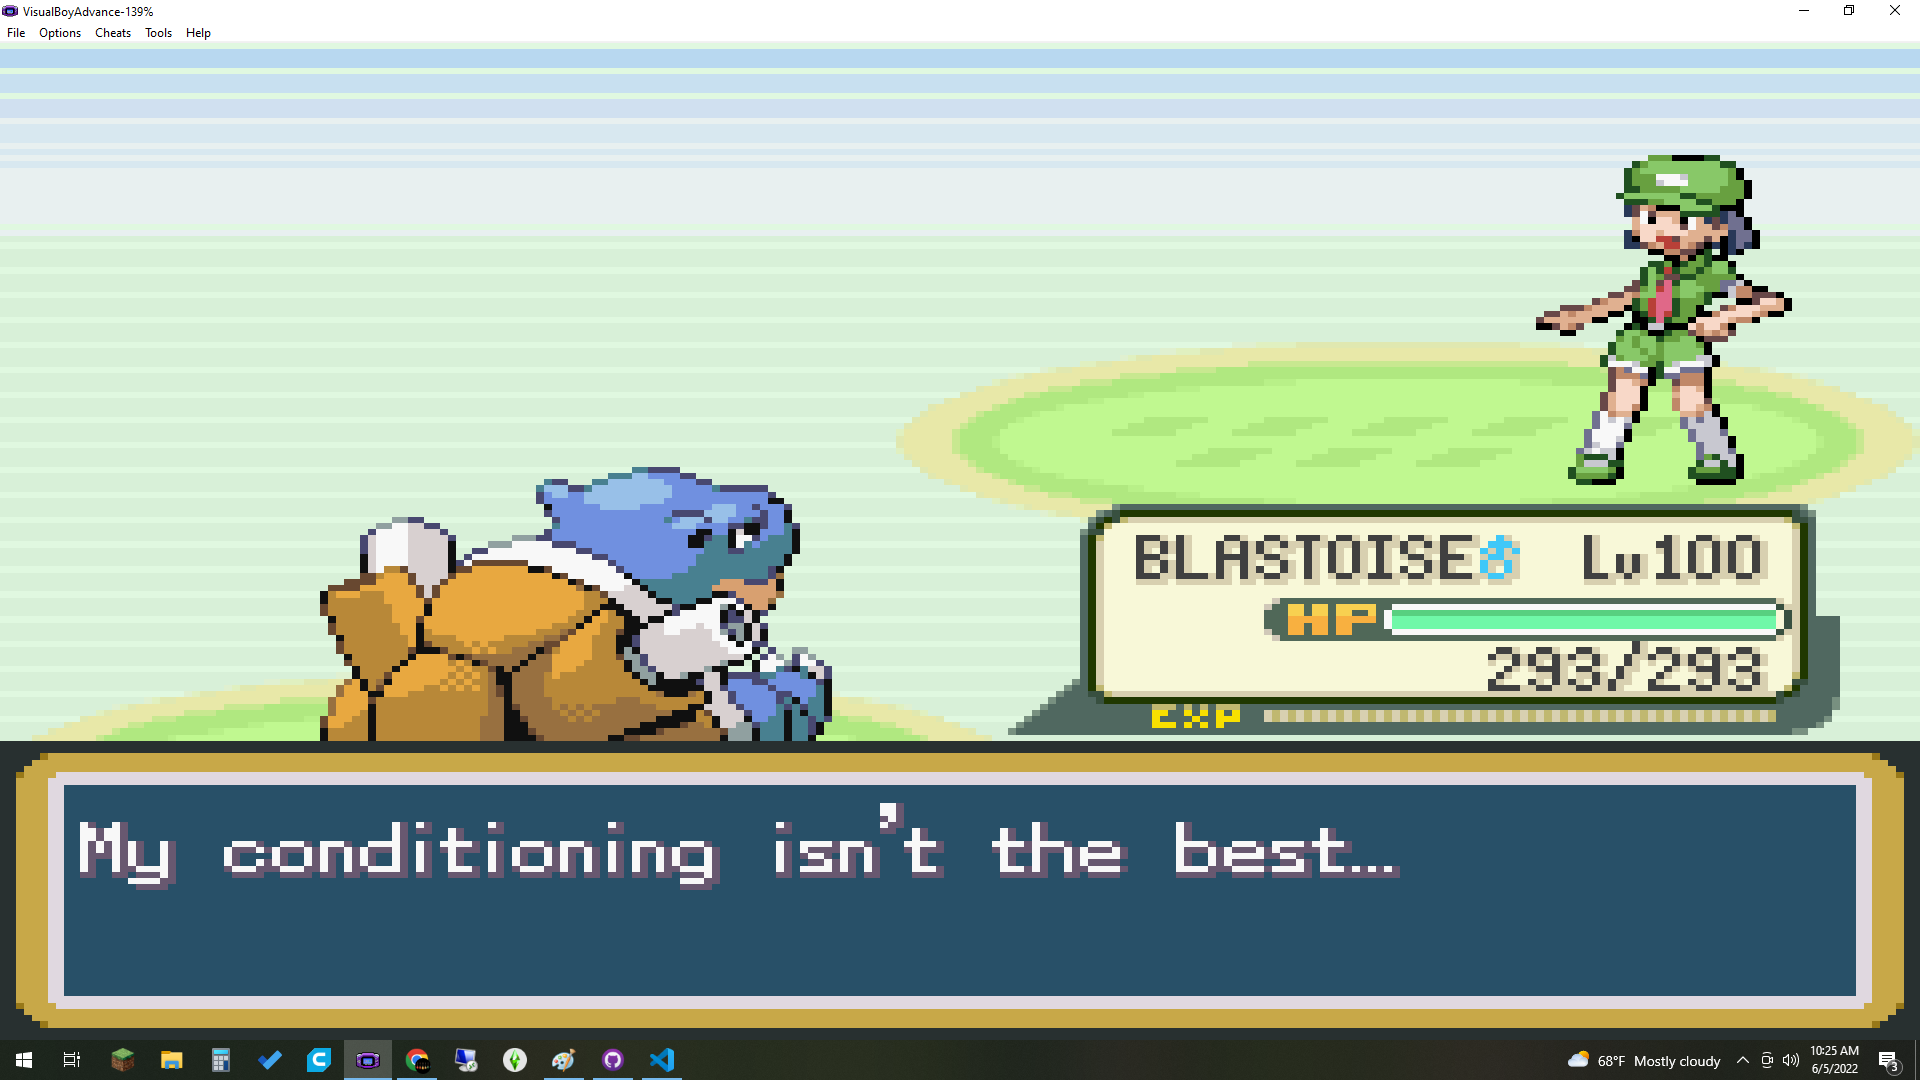 VisualBoyAdvance-139%
File Options Cheats Tools Help
BLASTOISE♂ Lv100
HP
293/293
EXP
My conditioning isn't the best…
68°F Mostly cloudy
10:25 AM
6/5/2022
3